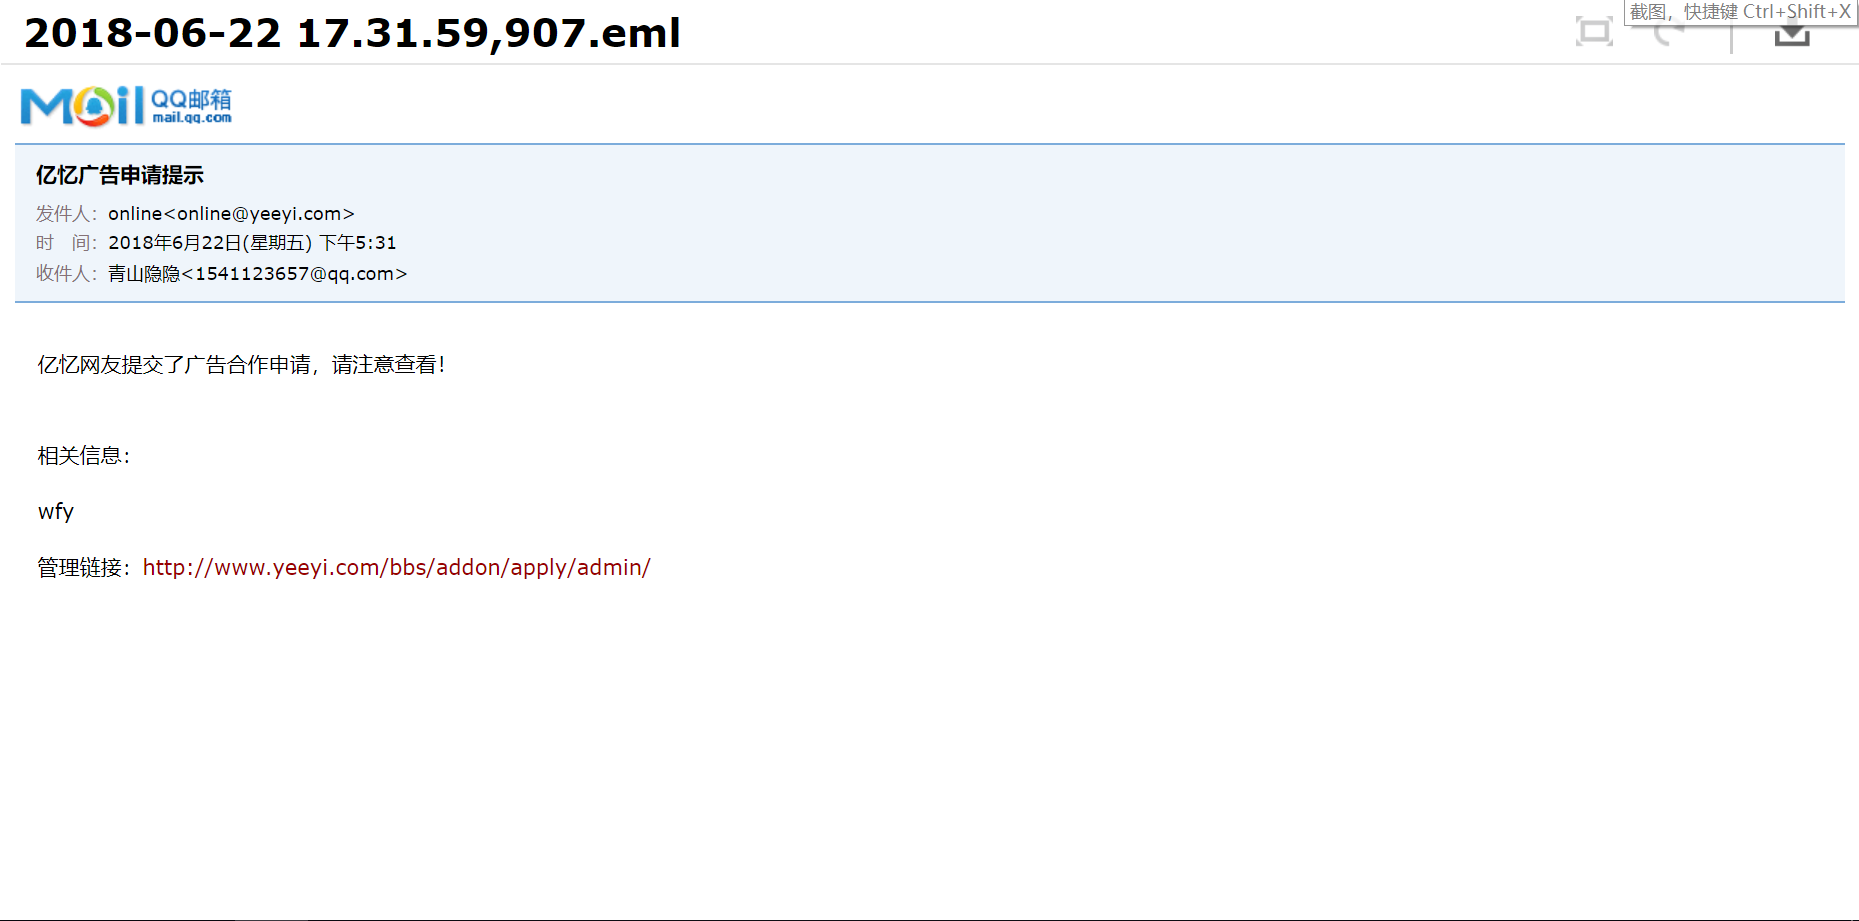 2018-06-22 17.31.59,907.eml
截图，快捷键 Ctrl+Shift+X
Mail QQ邮箱
mail.qq.com
亿忆广告申请提示
发件人：online<online@yeeyi.com>
时　间：2018年6月22日(星期五) 下午5:31
收件人：青山隐隐<1541123657@qq.com>
亿忆网友提交了广告合作申请，请注意查看！
相关信息：
wfy
管理链接：http://www.yeeyi.com/bbs/addon/apply/admin/